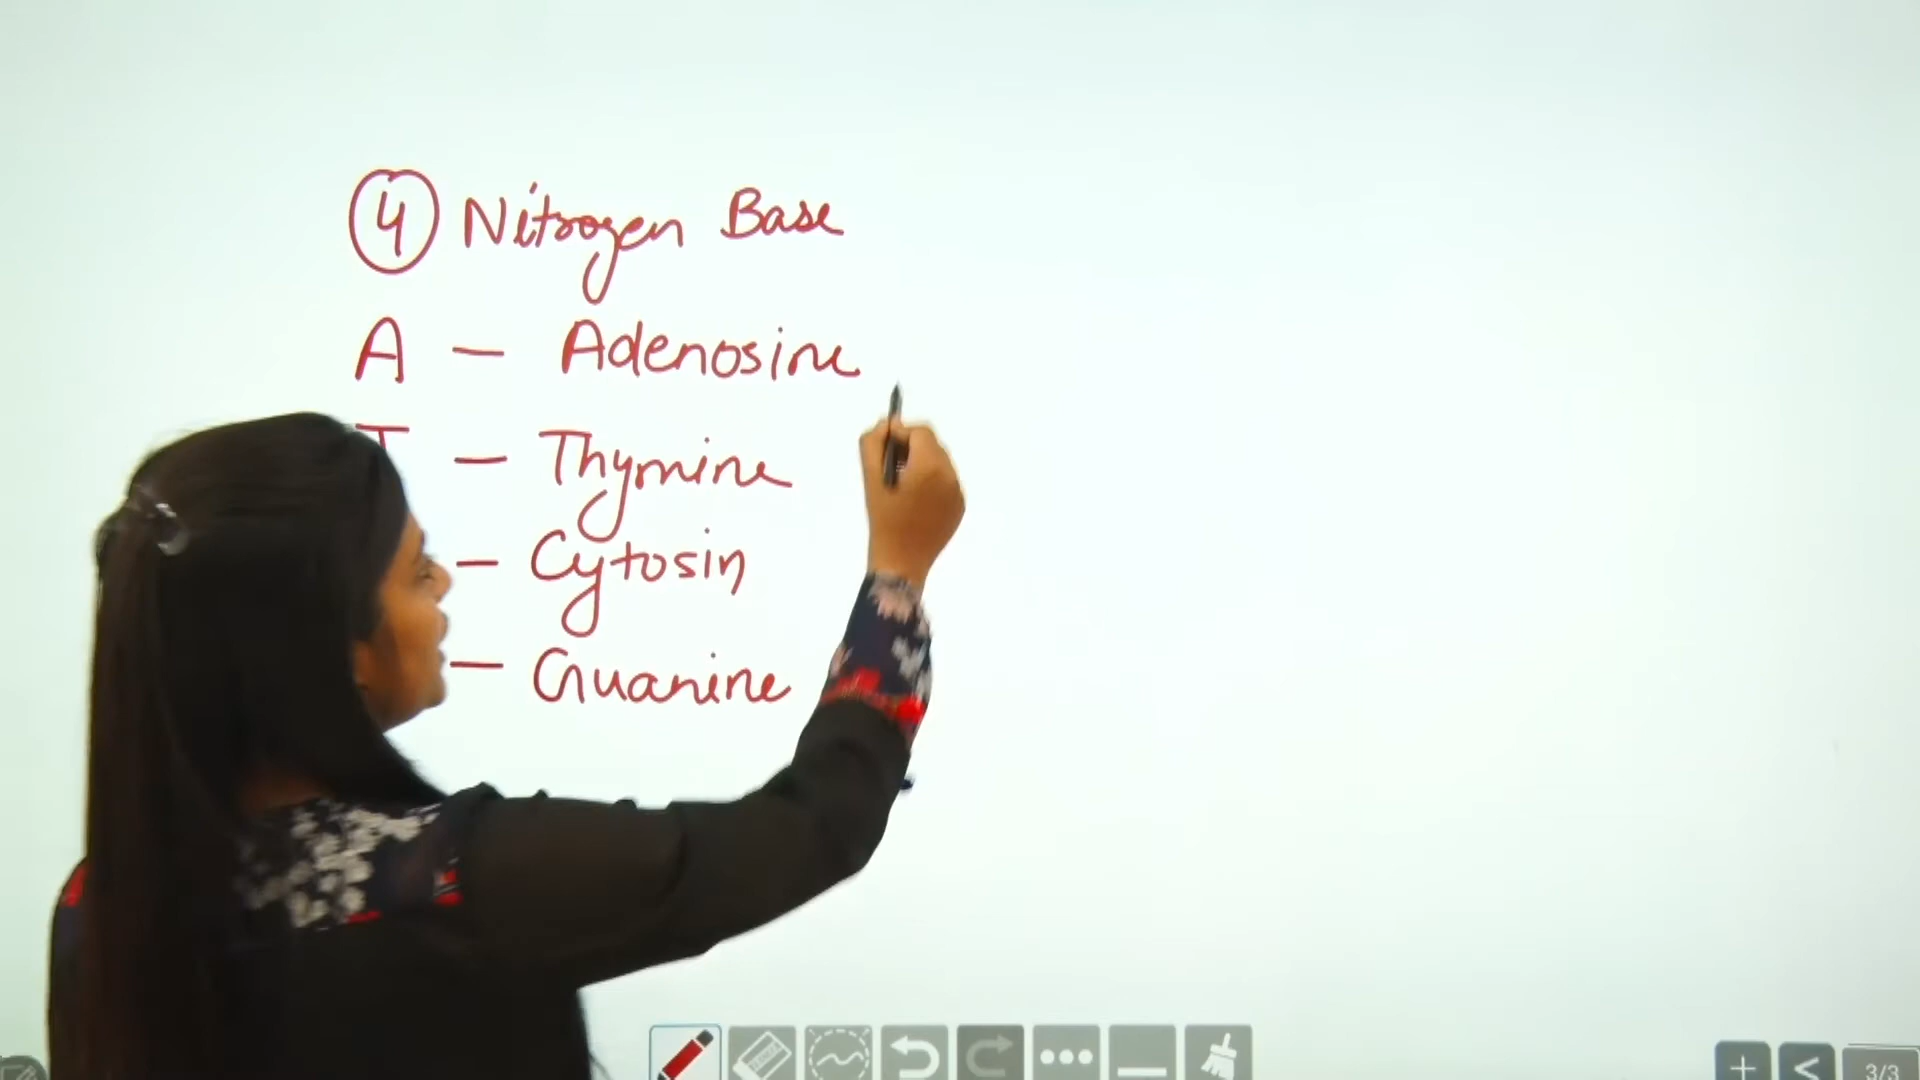 ④ Nitrogen Base
A — Adenosine
T — Thymine
— Cytosin
— Guanine
3/3